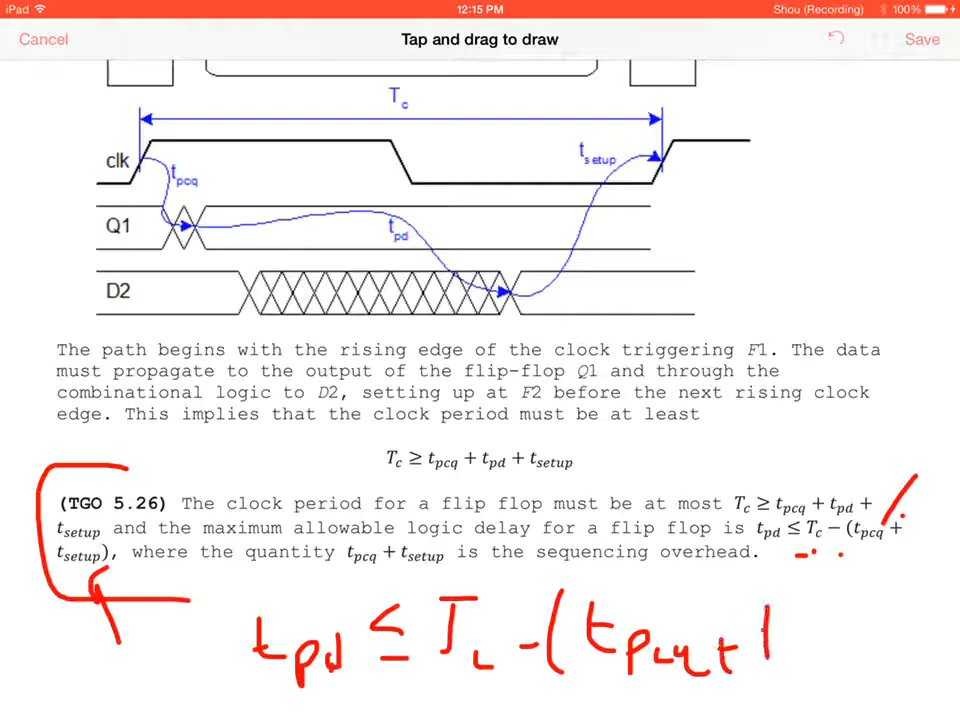 iPad 12:15 PM Shou (Recording) 100%
Cancel Tap and drag to draw Save
Tc
clk tpcq tsetup
Q1 tpd
D2
The path begins with the rising edge of the clock triggering F1. The data
must propagate to the output of the flip-flop Q1 and through the
combinational logic to D2, setting up at F2 before the next rising clock
edge. This implies that the clock period must be at least
Tc ≥ tpcq + tpd + tsetup
(TGO 5.26) The clock period for a flip flop must be at most Tc ≥ tpcq + tpd +
tsetup and the maximum allowable logic delay for a flip flop is tpd ≤ Tc − (tpcq +
tsetup), where the quantity tpcq + tsetup is the sequencing overhead.
tpd ≤ Tc - (tpcq +